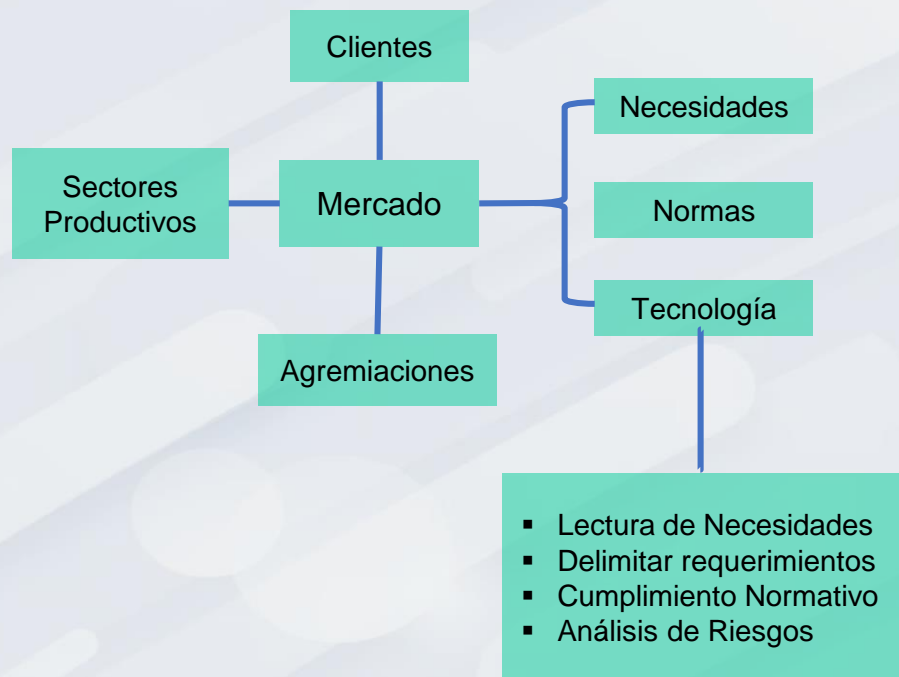 Clientes
Necesidades
Sectores
Productivos
Mercado
Normas
Tecnología
Agremiaciones
▪ Lectura de Necesidades
▪ Delimitar requerimientos
▪ Cumplimiento Normativo
▪ Análisis de Riesgos